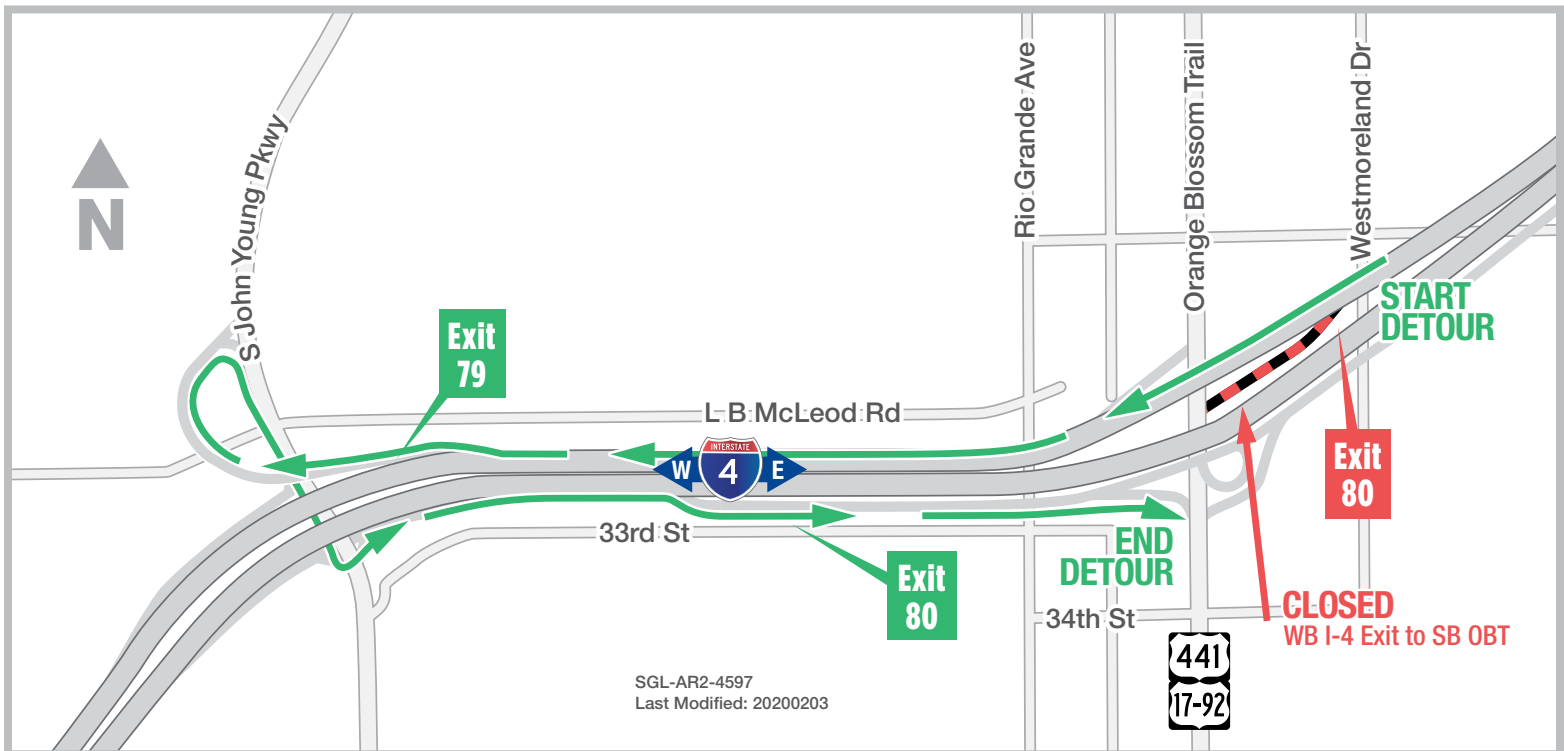 N
S John Young Pkwy
Exit
79
L B McLeod Rd
INTERSTATE
W 4 E
33rd St
Exit
80
Rio Grande Ave
Orange Blossom Trail
Westmoreland Dr
START
DETOUR
Exit
80
END
DETOUR
CLOSED
WB I-4 Exit to SB OBT
34th St
441
17-92
SGL-AR2-4597
Last Modified: 20200203